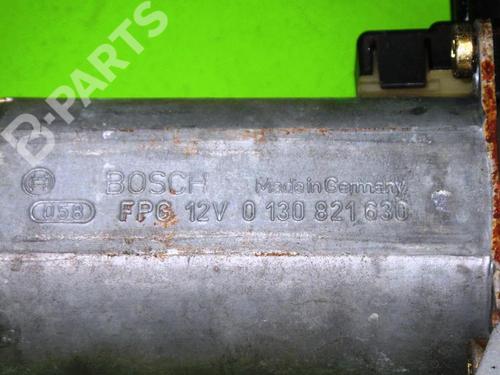 B-PARTS
BOSCH Made in Germany
058 FPG 12V 0 130 821 630